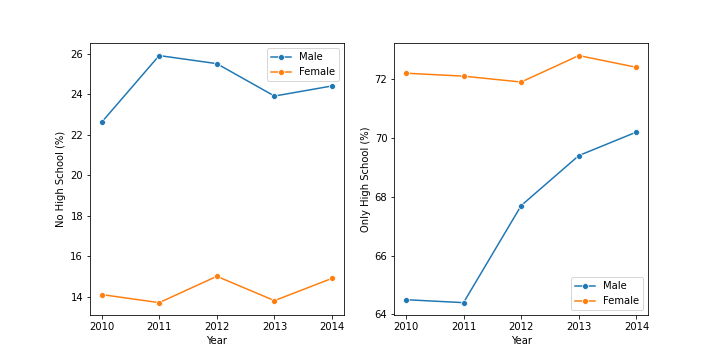 No High School (%)
26
24
22
20
18
16
14
2010 2011 2012 2013 2014
Year
Male
Female
Only High School (%)
72
70
68
66
64
2010 2011 2012 2013 2014
Year
Male
Female